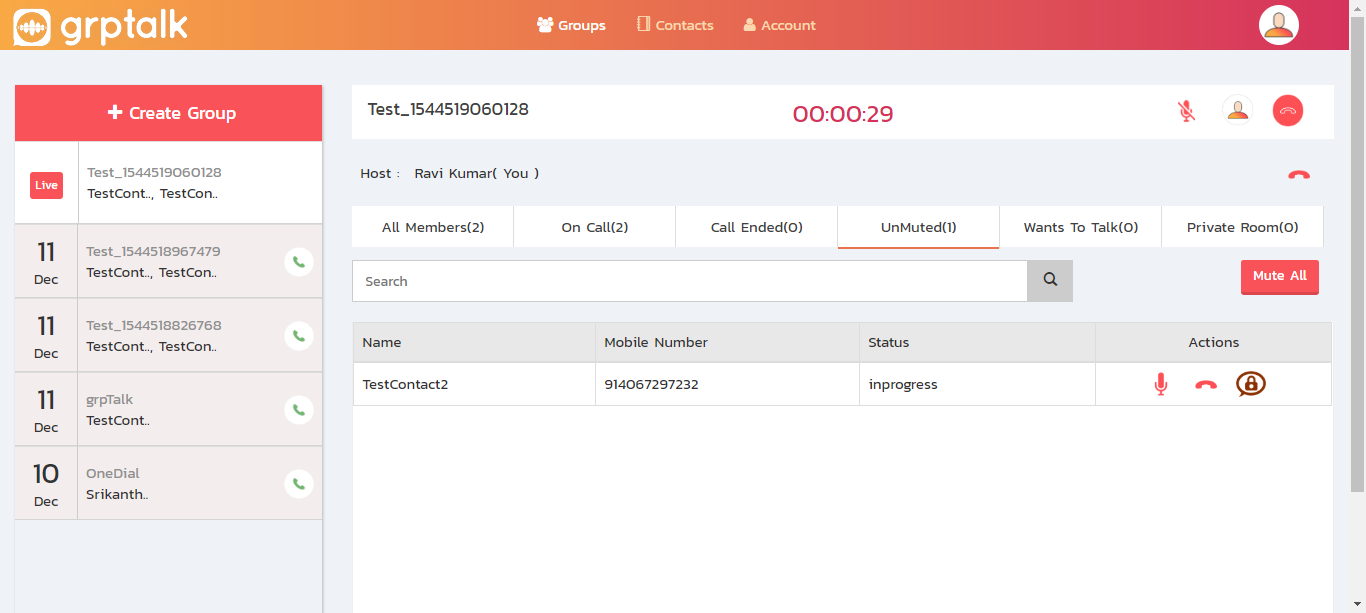 grptalk
Groups Contacts Account
Create Group
Live
Test_1544519060128
TestCont.., TestCon..
11
Dec
Test_1544518967479
TestCont.., TestCon..
11
Dec
Test_1544518826768
TestCont.., TestCon..
11
Dec
grpTalk
TestCont..
10
Dec
OneDial
Srikanth..
Test_1544519060128 00:00:29
Host : Ravi Kumar( You )
All Members(2) On Call(2) Call Ended(0) UnMuted(1) Wants To Talk(0) Private Room(0)
Search Mute All
Name Mobile Number Status Actions
TestContact2 914067297232 inprogress